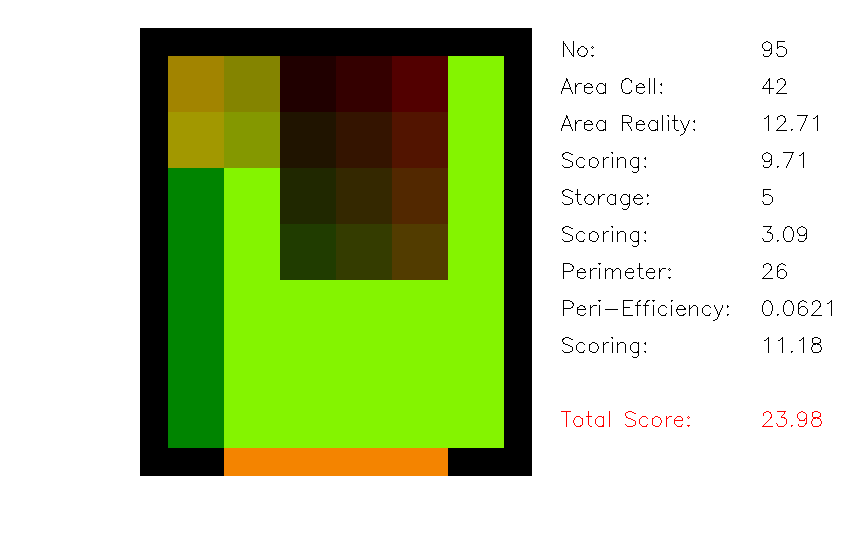 No: 95
Area Cell: 42
Area Reality: 12.71
Scoring: 9.71
Storage: 5
Scoring: 3.09
Perimeter: 26
Peri-Efficiency: 0.0621
Scoring: 11.18
Total Score: 23.98